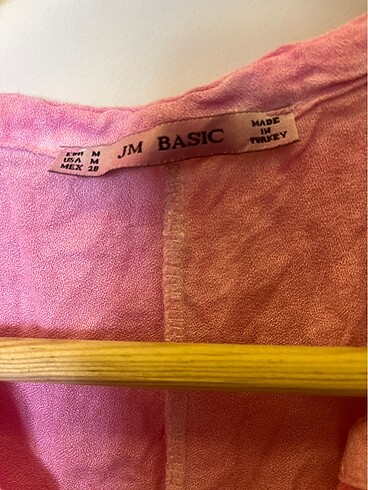 EUR M
USA M
MEX 28
JM BASIC
MADE
IN
TURKEY